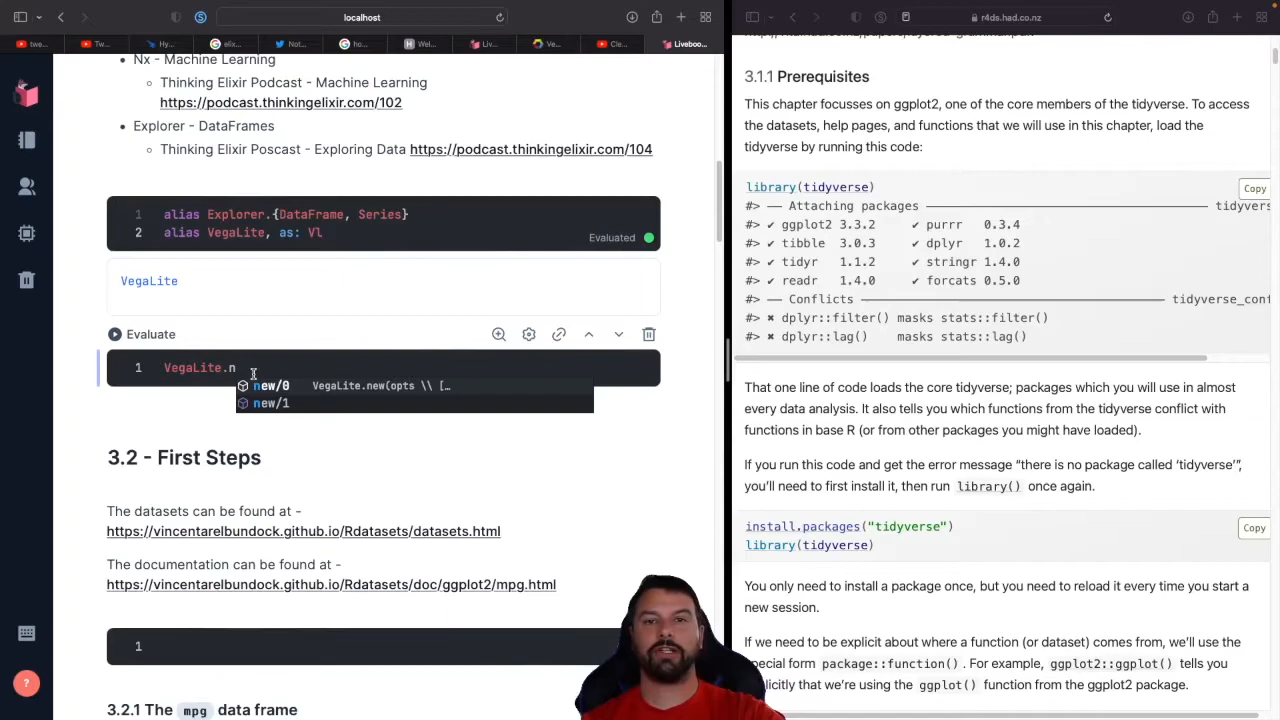 localhost
r4ds.had.co.nz
twe...
Tw...
Hy...
elix...
Not...
ho...
Wel...
Liv...
Ve...
Cle...
Liveboo...
Nx - Machine Learning
Thinking Elixir Podcast - Machine Learning
https://podcast.thinkingelixir.com/102
Explorer - DataFrames
Thinking Elixir Poscast - Exploring Data https://podcast.thinkingelixir.com/104
1 alias Explorer.{DataFrame, Series}
2 alias VegaLite, as: Vl
Evaluated
VegaLite
Evaluate
1 VegaLite.n
new/0 VegaLite.new(opts \\ […
new/1
3.2 - First Steps
The datasets can be found at -
https://vincentarelbundock.github.io/Rdatasets/datasets.html
The documentation can be found at -
https://vincentarelbundock.github.io/Rdatasets/doc/ggplot2/mpg.html
1
3.2.1 The mpg data frame
?
3.1.1 Prerequisites
This chapter focusses on ggplot2, one of the core members of the tidyverse. To access
the datasets, help pages, and functions that we will use in this chapter, load the
tidyverse by running this code:
Copy
library(tidyverse)
#> ── Attaching packages ──────────── tidyvers
#> ✔ ggplot2 3.3.2 ✔ purrr 0.3.4
#> ✔ tibble 3.0.3 ✔ dplyr 1.0.2
#> ✔ tidyr 1.1.2 ✔ stringr 1.4.0
#> ✔ readr 1.4.0 ✔ forcats 0.5.0
#> ── Conflicts ──────────── tidyverse_conf
#> ✖ dplyr::filter() masks stats::filter()
#> ✖ dplyr::lag() masks stats::lag()
That one line of code loads the core tidyverse; packages which you will use in almost
every data analysis. It also tells you which functions from the tidyverse conflict with
functions in base R (or from other packages you might have loaded).
If you run this code and get the error message “there is no package called ‘tidyverse’”,
you’ll need to first install it, then run library() once again.
install.packages("tidyverse")
Copy
library(tidyverse)
You only need to install a package once, but you need to reload it every time you start a
new session.
If we need to be explicit about where a function (or dataset) comes from, we’ll use the
special form package::function(). For example, ggplot2::ggplot() tells you
explicitly that we’re using the ggplot() function from the ggplot2 package.